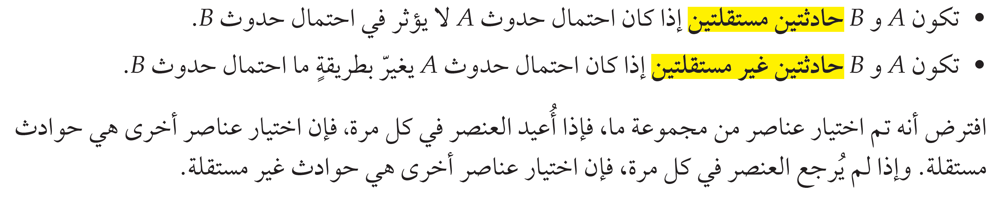 • تكون A و B حادثتين مستقلتين إذا كان احتمال حدوث A لا يؤثر في احتمال حدوث B.
• تكون A و B حادثتين غير مستقلتين إذا كان احتمال حدوث A يغيرّ بطريقةٍ ما احتمال حدوث B.
افترض أنه تم اختيار عناصر من مجموعة ما، فإذا أُعيد العنصر في كل مرة، فإن اختيار عناصر أخرى هي حوادث
مستقلة. وإذا لم يُرجع العنصر في كل مرة، فإن اختيار عناصر أخرى هي حوادث غير مستقلة.